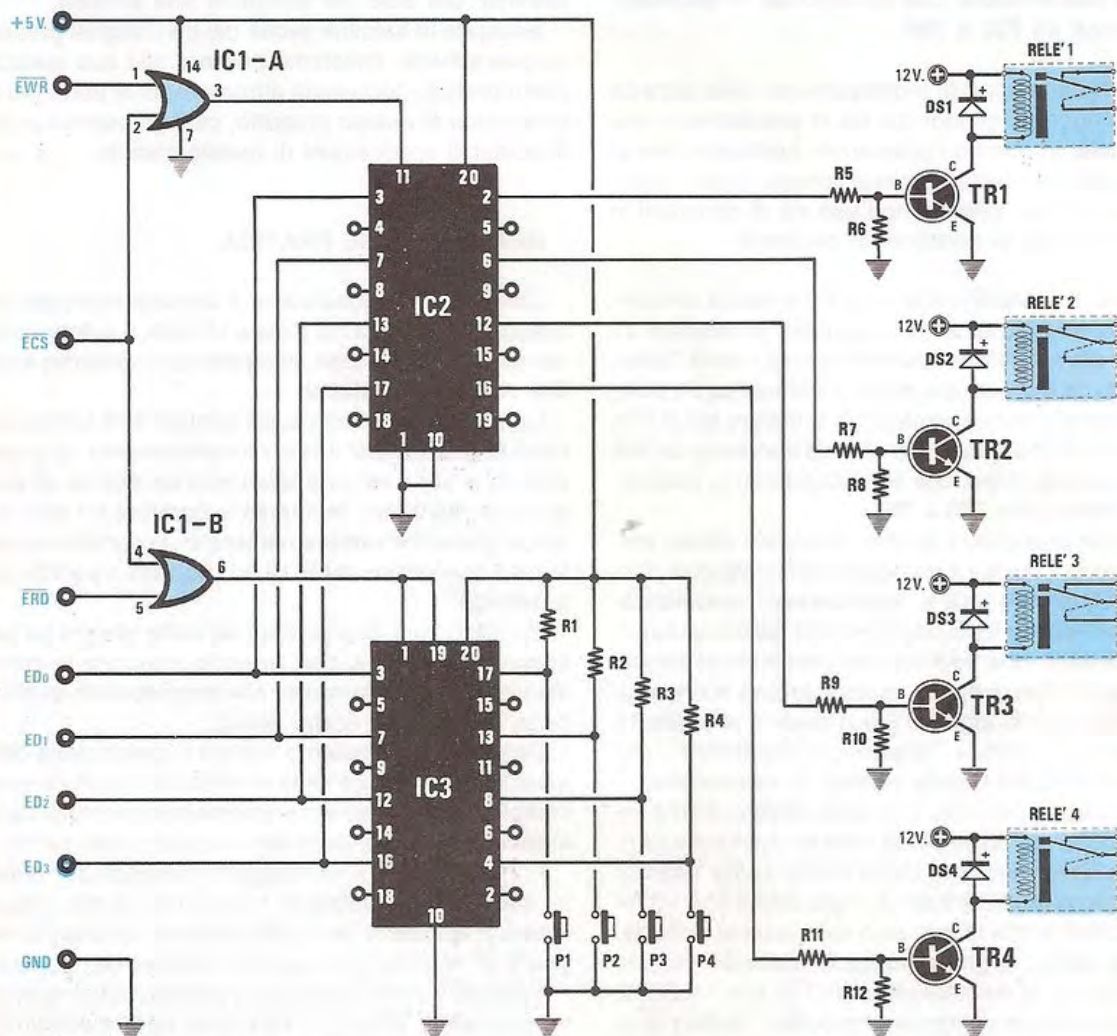 +5V.
EWR
ECS
ERD
ED0
ED1
ED2
ED3
GND
IC1-A
1
2
14
3
7
IC1-B
4
5
6
11 20
3 2
4 5
7 6
8 9
13 12
14 15
17 16
18 19
1 10
IC2
1 19 20
3 17
5 15
7 13
9 11
12 8
14 6
16 4
18 2
10
IC3
R1
R2
R3
R4
P1 P2 P3 P4
RELE' 1
12V.
DS1
R5
R6
B
C
E
TR1
RELE' 2
12V.
DS2
R7
R8
B
C
E
TR2
RELE' 3
12V.
DS3
R9
R10
B
C
E
TR3
RELE' 4
12V.
DS4
R11
R12
B
C
E
TR4